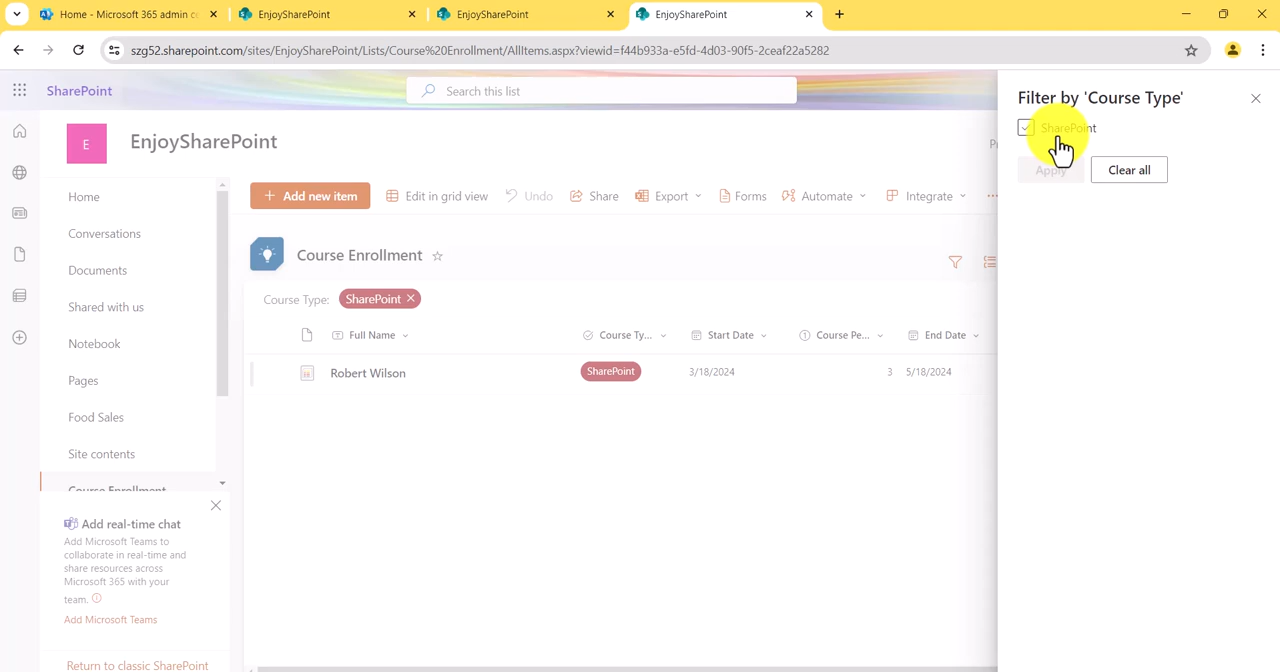 Home - Microsoft 365 admin ce
EnjoySharePoint
EnjoySharePoint
EnjoySharePoint
szg52.sharepoint.com/sites/EnjoySharePoint/Lists/Course%20Enrollment/AllItems.aspx?viewid=f44b933a-e5fd-4d03-90f5-2ceaf22a5282
SharePoint
Search this list
E
EnjoySharePoint
Home
Conversations
Documents
Shared with us
Notebook
Pages
Food Sales
Site contents
Course Enrollment
Add real-time chat
Add Microsoft Teams to
collaborate in real-time and
share resources across
Microsoft 365 with your
team.
Add Microsoft Teams
Return to classic SharePoint
+ Add new item
Edit in grid view
Undo
Share
Export
Forms
Automate
Integrate
...
Course Enrollment
Course Type: SharePoint
Full Name
Course Ty...
Start Date
Course Pe...
End Date
Robert Wilson
SharePoint
3/18/2024
3
5/18/2024
Filter by 'Course Type'
SharePoint
Apply
Clear all